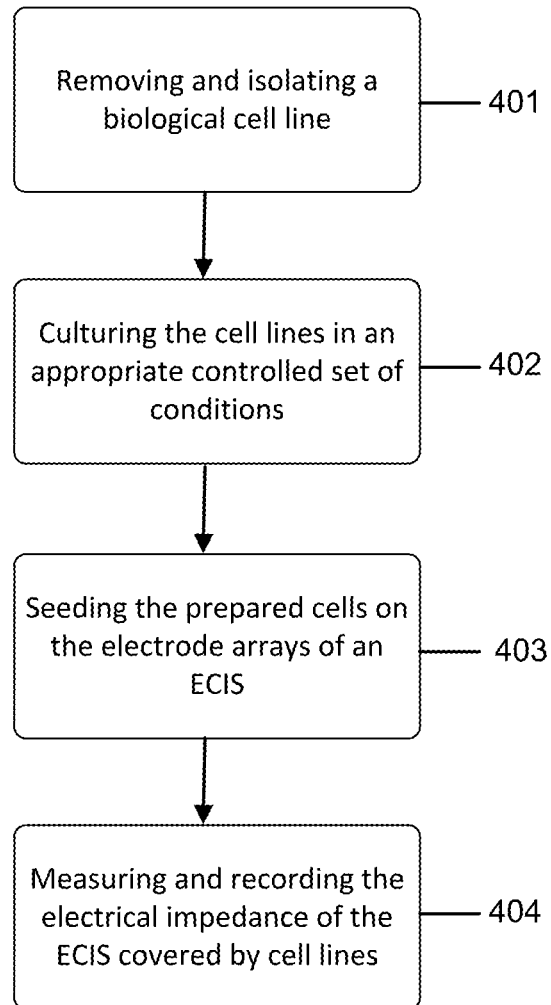 Removing and isolating a
biological cell line
401
Culturing the cell lines in an
appropriate controlled set of
conditions
402
Seeding the prepared cells on
the electrode arrays of an
ECIS
403
Measuring and recording the
electrical impedance of the
ECIS covered by cell lines
404